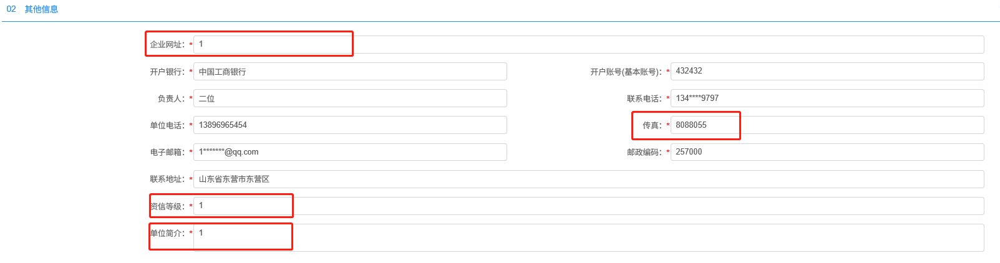 02 其他信息
企业网址：* 1
开户银行：* 中国工商银行 开户账号(基本账号)：* 432432
负责人：* 二位 联系电话：* 134****9797
单位电话：* 13896965454 传真：* 8088055
电子邮箱：* 1*******@qq.com 邮政编码：* 257000
联系地址：* 山东省东营市东营区
资信等级：* 1
单位简介：* 1